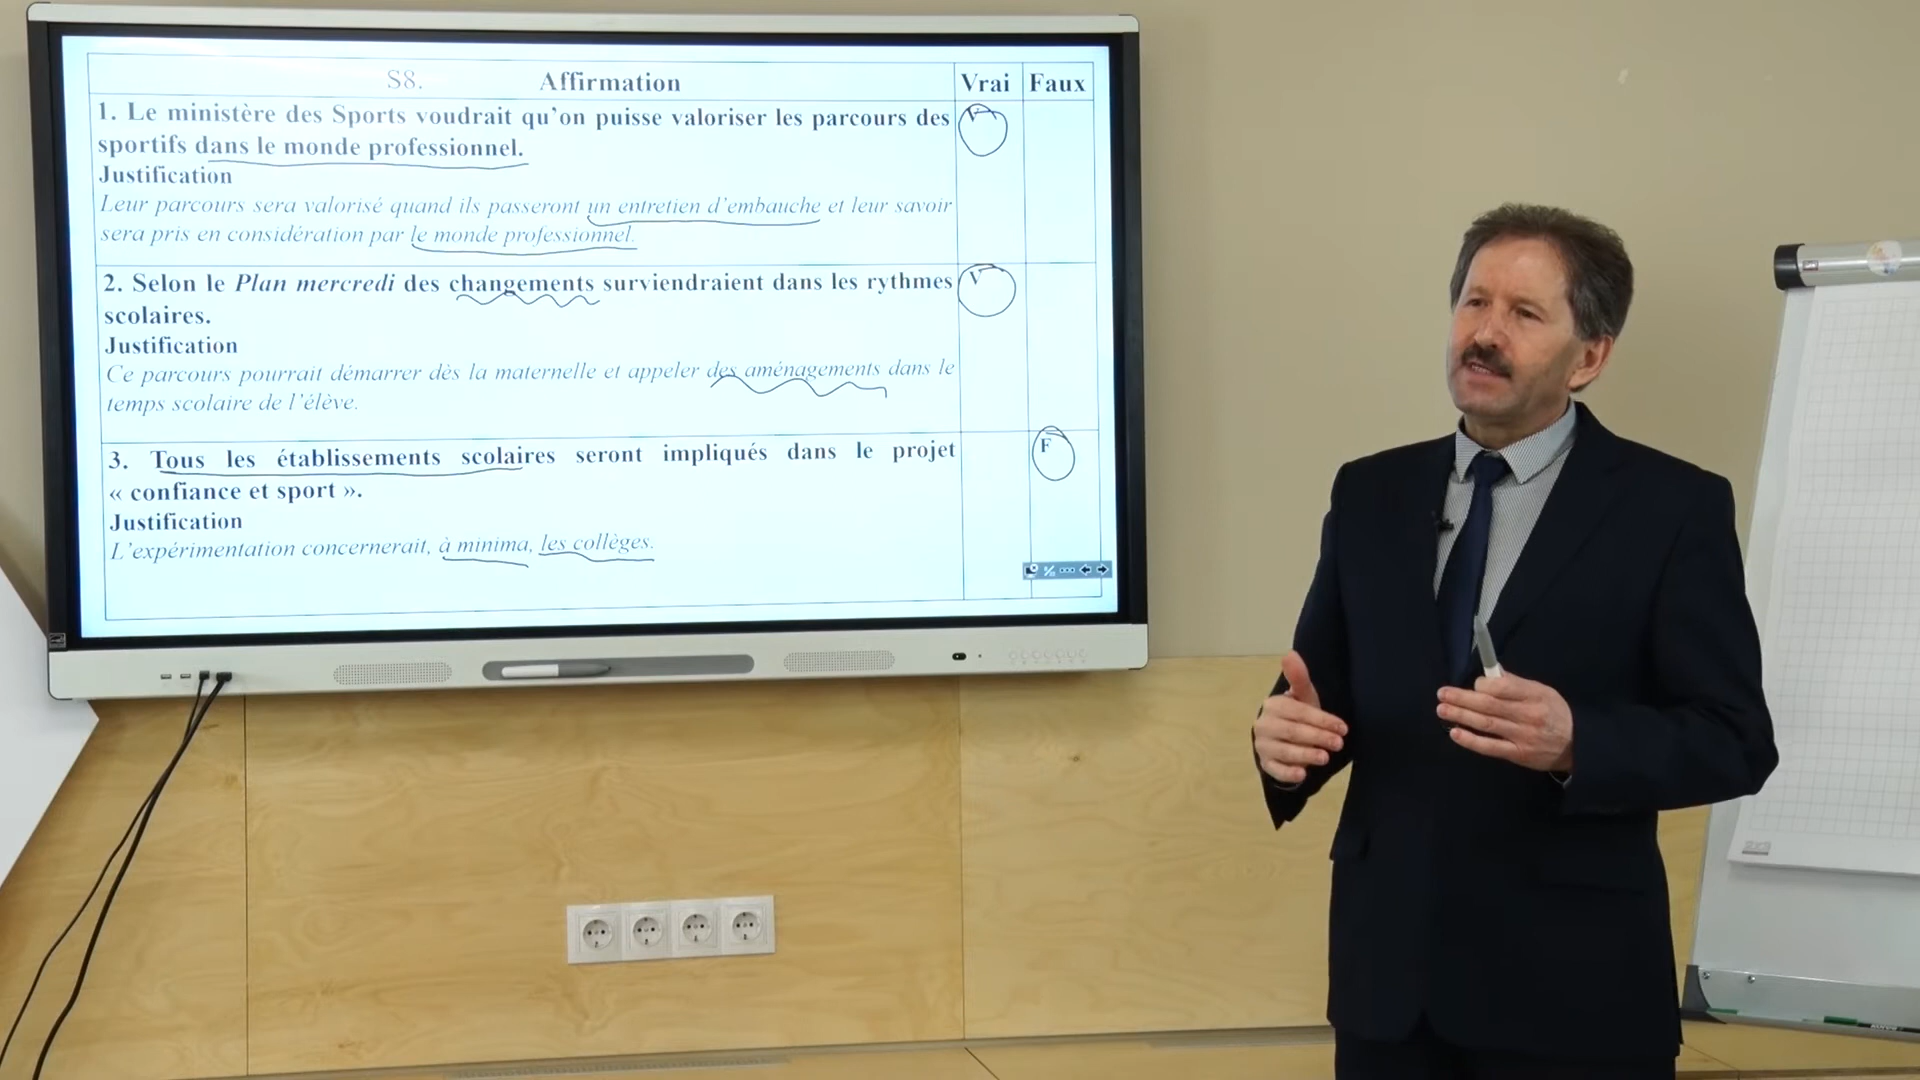 S8. Affirmation Vrai Faux
1. Le ministère des Sports voudrait qu'on puisse valoriser les parcours des V
sportifs dans le monde professionnel.
Justification
Leur parcours sera valorisé quand ils passeront un entretien d'embauche et leur savoir
sera pris en considération par le monde professionnel.
2. Selon le Plan mercredi des changements surviendraient dans les rythmes V
scolaires.
Justification
Ce parcours pourrait démarrer dès la maternelle et appeler des aménagements dans le
temps scolaire de l'élève.
3. Tous les établissements scolaires seront impliqués dans le projet F
« confiance et sport ».
Justification
L'expérimentation concernerait, à minima, les collèges.